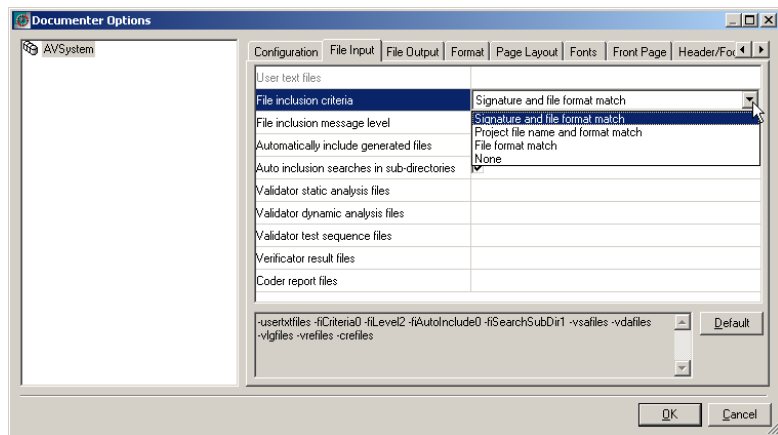 Documenter Options
AVSystem
Configuration File Input File Output Format Page Layout Fonts Front Page Header/Foo
User text files
File inclusion criteria Signature and file format match
File inclusion message level Signature and file format match
Project file name and format match
Automatically include generated files File format match
None
Auto inclusion searches in sub-directories
Validator static analysis files
Validator dynamic analysis files
Validator test sequence files
Verificator result files
Coder report files
-usertxtfiles -fiCriteria0 -fiLevel2 -fiAutoInclude0 -fiSearchSubDir1 -vsafiles -vdafiles
-vlgfiles -vrefiles -crefiles
Default
OK Cancel